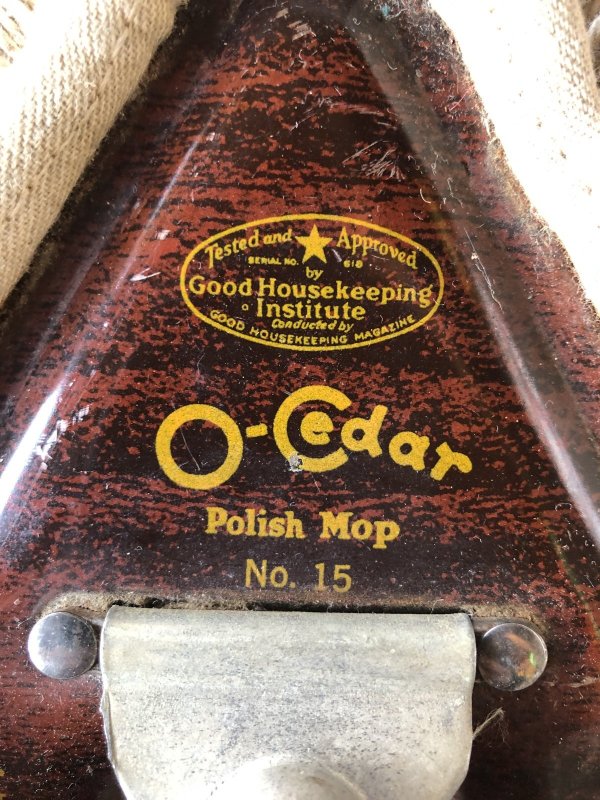 Tested and ★ Approved
SERIAL NO. 619
by
Good Housekeeping
Institute
Conducted by
GOOD HOUSEKEEPING MAGAZINE
O-Cedar
Polish Mop
No. 15